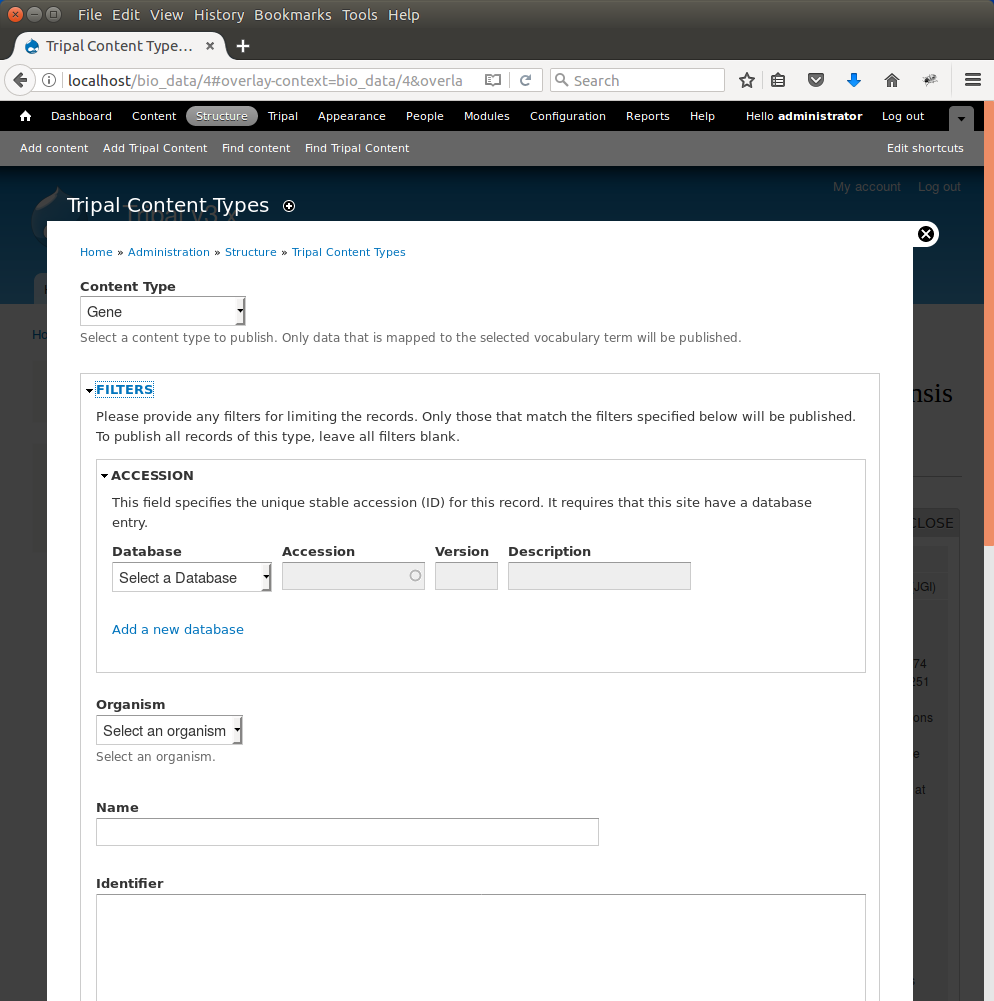 File Edit View History Bookmarks Tools Help
Tripal Content Type...
localhost/bio_data/4#overlay-context=bio_data/4&overla
Search
Dashboard Content Structure Tripal Appearance People Modules Configuration Reports Help Hello administrator Log out
Add content Add Tripal Content Find content Find Tripal Content Edit shortcuts
My account Log out
Tripal v3.x
Tripal Content Types
Home » Administration » Structure » Tripal Content Types
Content Type
Gene
Select a content type to publish. Only data that is mapped to the selected vocabulary term will be published.
Ho
FILTERS
nsis
Please provide any filters for limiting the records. Only those that match the filters specified below will be published.
To publish all records of this type, leave all filters blank.
ACCESSION
This field specifies the unique stable accession (ID) for this record. It requires that this site have a database
entry.
CLOSE
Database Accession Version Description
Select a Database
JGI)
Add a new database
74
251
Organism
ons
Select an organism
Select an organism.
e
at
Name
Identifier
s